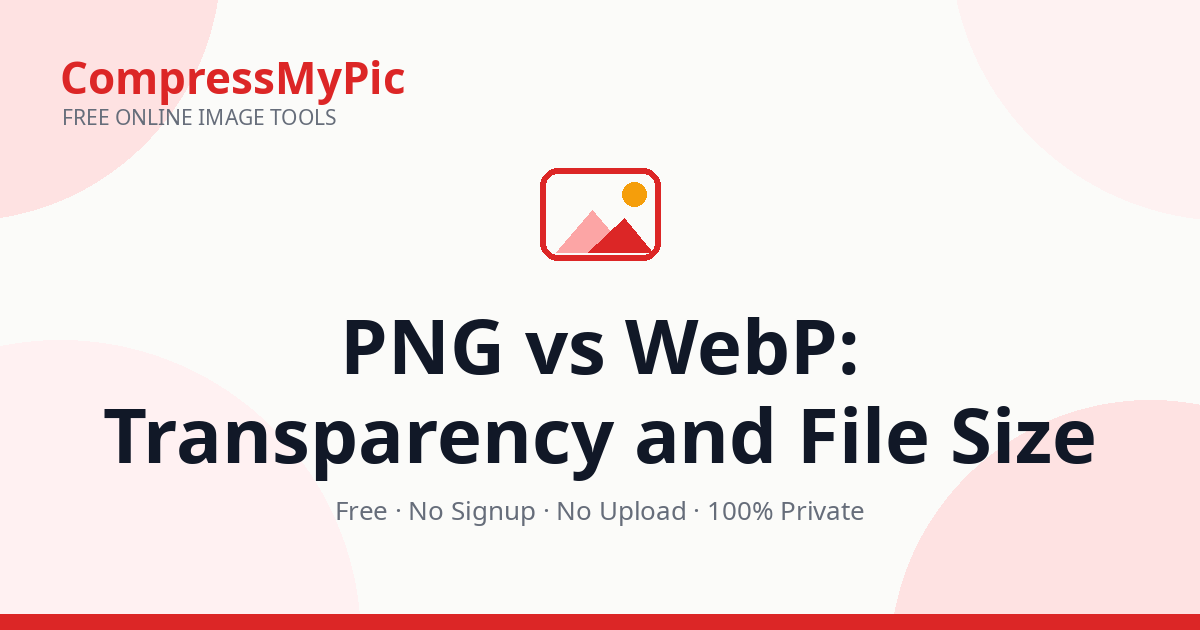 CompressMyPic
FREE ONLINE IMAGE TOOLS
PNG vs WebP:
Transparency and File Size
Free · No Signup · No Upload · 100% Private